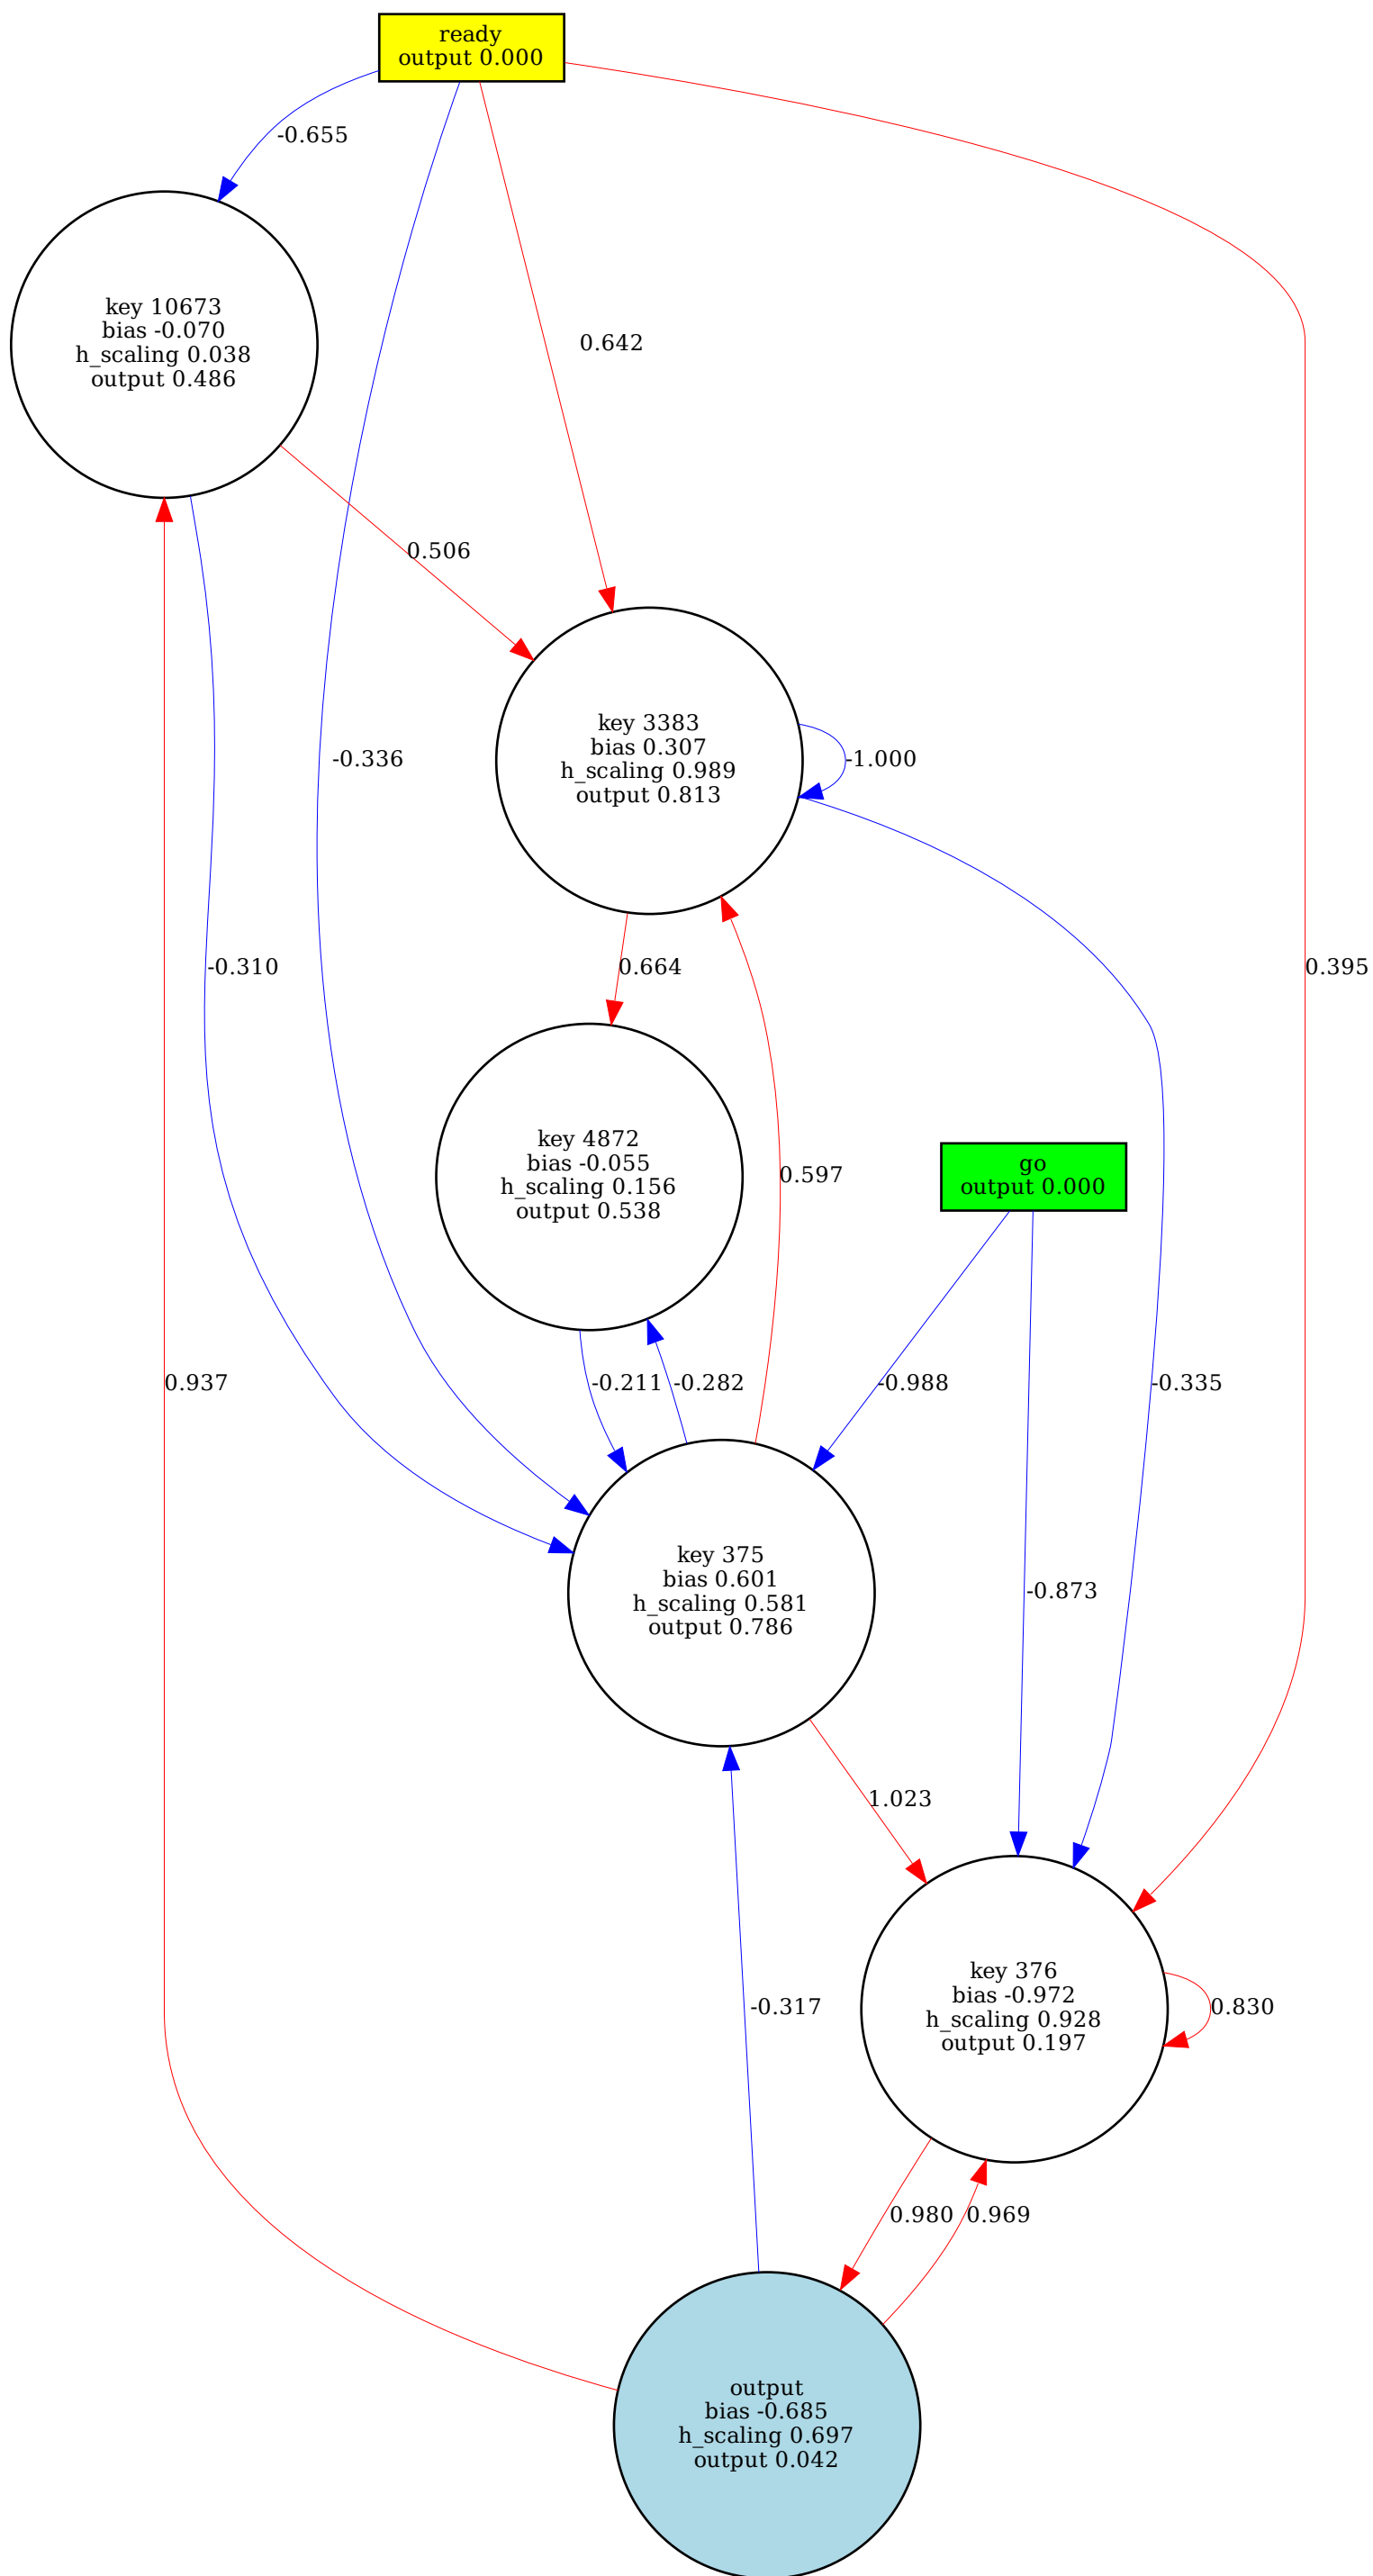 ready
output 0.000
-0.655
key 10673
bias -0.070
h_scaling 0.038
output 0.486
0.642
0.506
key 3383
bias 0.307
h_scaling 0.989
output 0.813
-0.336
-1.000
-0.310
0.664
0.395
key 4872
bias -0.055
h_scaling 0.156
output 0.538
0.597
go
output 0.000
0.937
-0.211
-0.282
-0.988
-0.335
key 375
bias 0.601
h_scaling 0.581
output 0.786
-0.873
1.023
key 376
bias -0.972
h_scaling 0.928
output 0.197
-0.317
0.830
0.980
0.969
output
bias -0.685
h_scaling 0.697
output 0.042